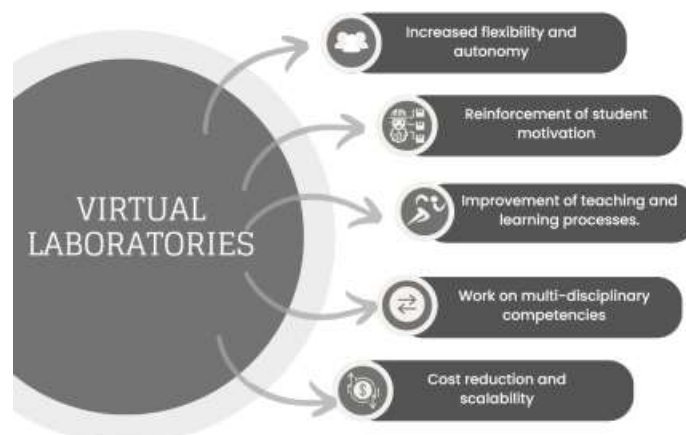 Increased flexibility and
autonomy
Reinforcement of student
motivation
VIRTUAL
LABORATORIES
Improvement of teaching and
learning processes.
Work on multi-disciplinary
competencies
Cost reduction and
scalability